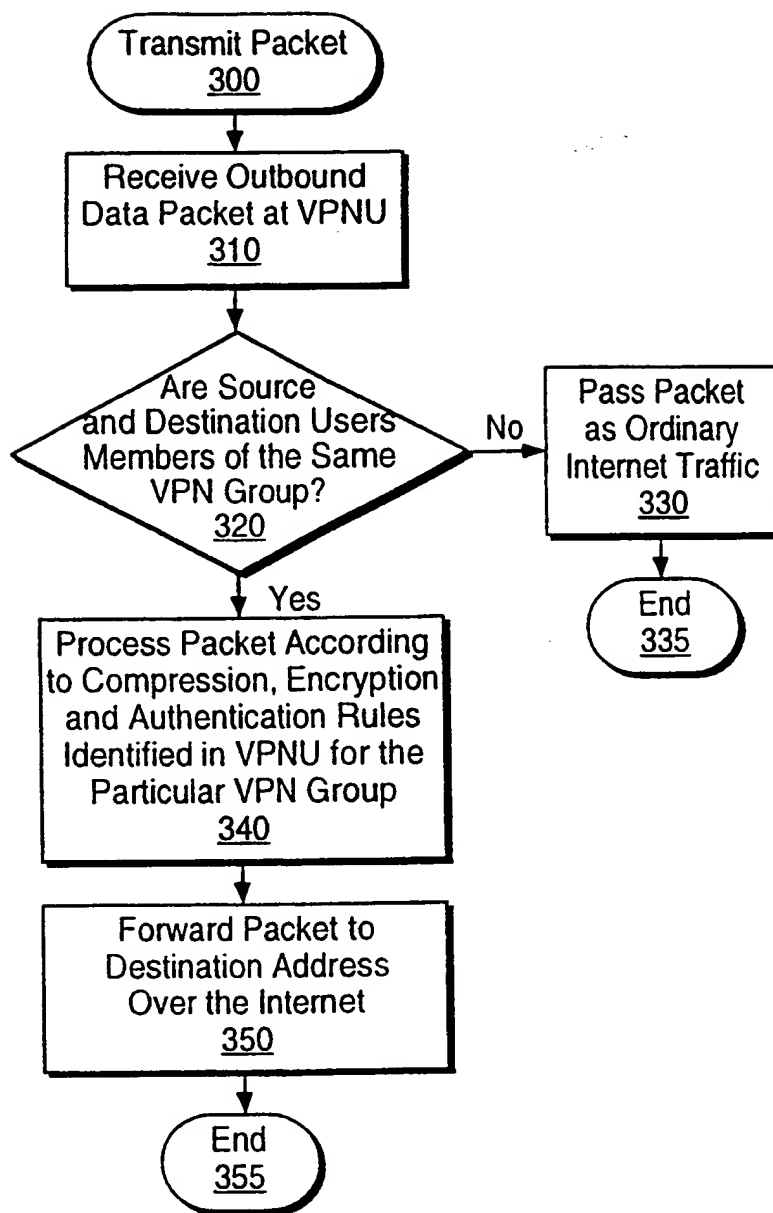 Transmit Packet
300
Receive Outbound
Data Packet at VPNU
310
Are Source
and Destination Users
Members of the Same
VPN Group?
320
No
Pass Packet
as Ordinary
Internet Traffic
330
End
335
Yes
Process Packet According
to Compression, Encryption
and Authentication Rules
Identified in VPNU for the
Particular VPN Group
340
Forward Packet to
Destination Address
Over the Internet
350
End
355